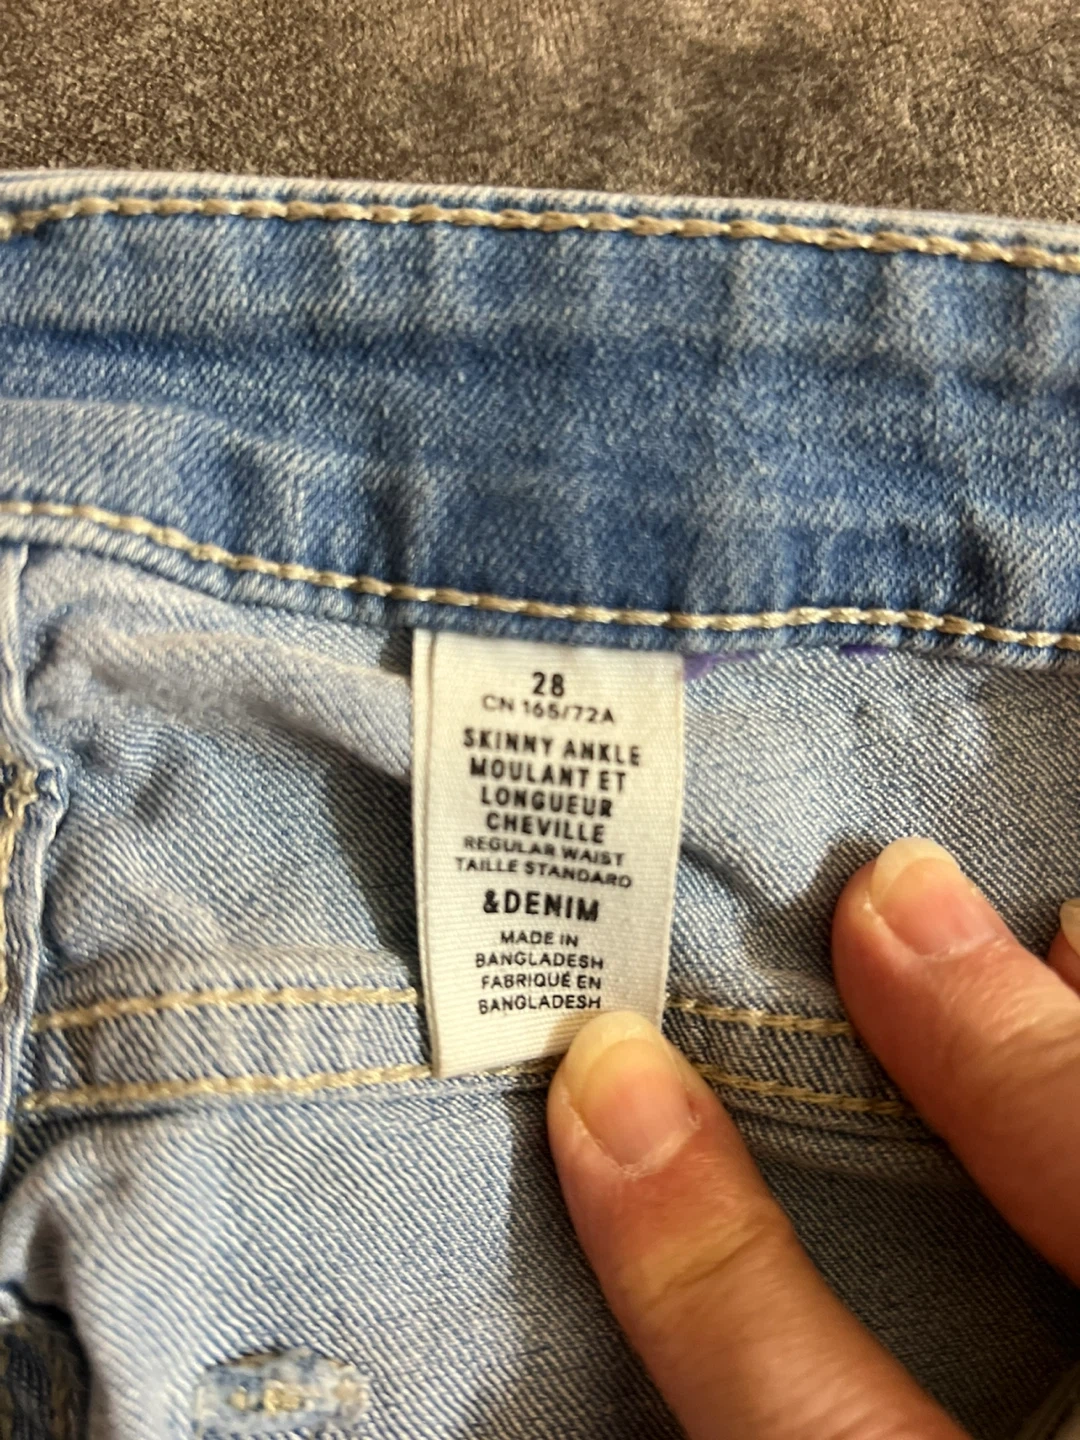 28
CN 165/72A
SKINNY ANKLE
MOULANT ET
LONGUEUR
CHEVILLE
REGULAR WAIST
TAILLE STANDARD
&DENIM
MADE IN
BANGLADESH
FABRIQUÉ EN
BANGLADESH